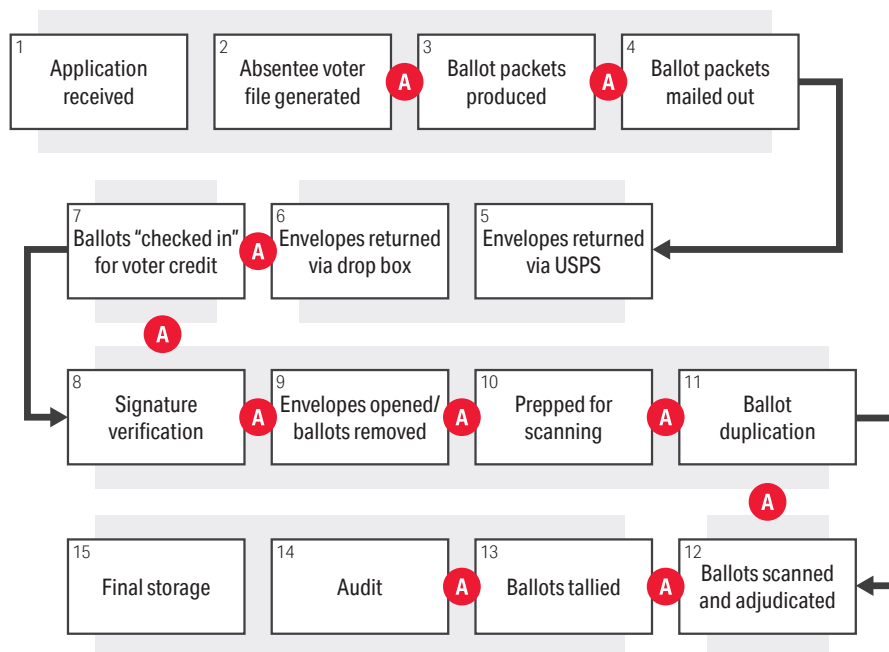 1
Application
received
2
Absentee voter
file generated
A
3
Ballot packets
produced
A
4
Ballot packets
mailed out
7
Ballots “checked in”
for voter credit
A
6
Envelopes returned
via drop box
5
Envelopes returned
via USPS
A
8
Signature
verification
A
9
Envelopes opened/
ballots removed
A
10
Prepped for
scanning
A
11
Ballot
duplication
A
15
Final storage
14
Audit
A
13
Ballots tallied
A
12
Ballots scanned
and adjudicated